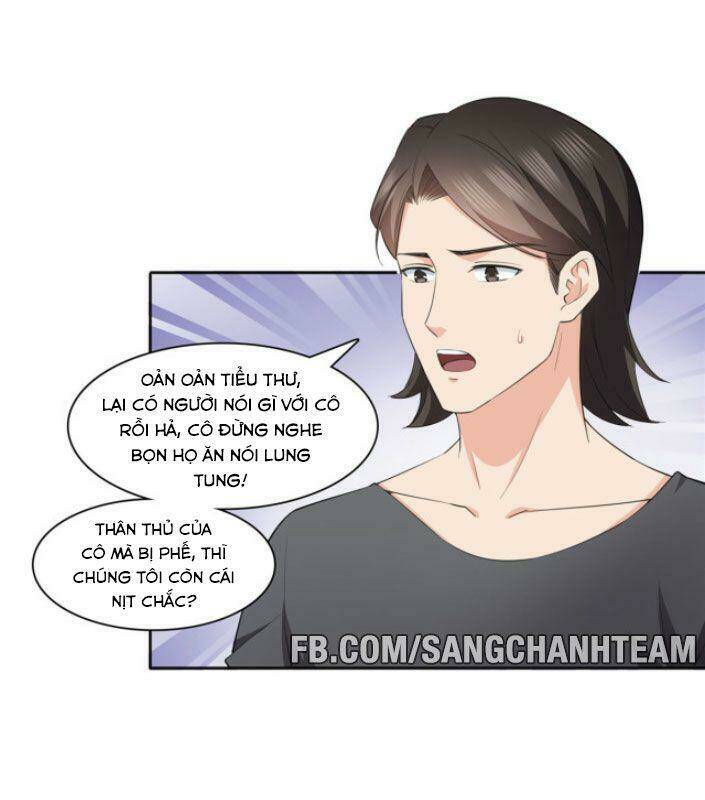 OẢN OẢN TIỂU THƯ,
LẠI CÓ NGƯỜI NÓI GÌ VỚI CÔ
RỒI HẢ, CÔ ĐỪNG NGHE
BỌN HỌ ĂN NÓI LUNG
TUNG!
THÂN THỦ CỦA
CÔ MÀ BỊ PHẾ, THÌ
CHÚNG TÔI CÒN CÁI
NỊT CHẮC?
FB.COM/SANGCHANHTEAM